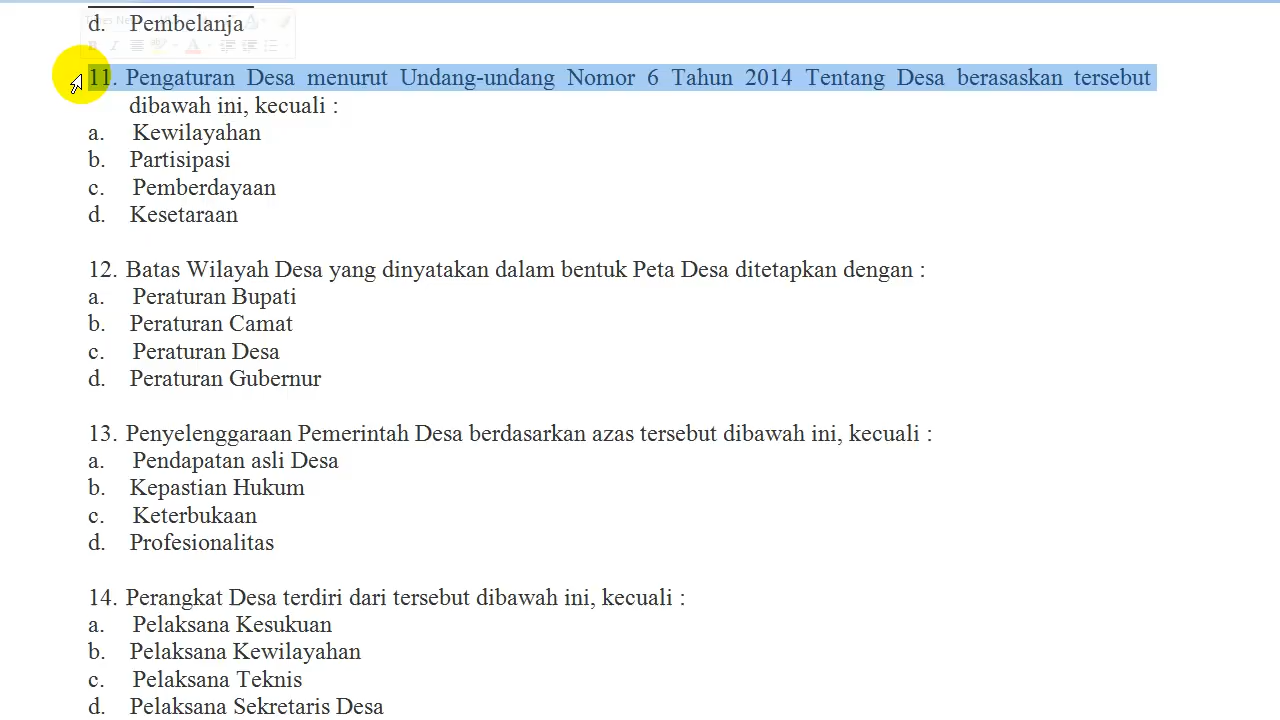 d. Pembelanja
11. Pengaturan Desa menurut Undang-undang Nomor 6 Tahun 2014 Tentang Desa berasaskan tersebut
dibawah ini, kecuali :
a. Kewilayahan
b. Partisipasi
c. Pemberdayaan
d. Kesetaraan
12. Batas Wilayah Desa yang dinyatakan dalam bentuk Peta Desa ditetapkan dengan :
a. Peraturan Bupati
b. Peraturan Camat
c. Peraturan Desa
d. Peraturan Gubernur
13. Penyelenggaraan Pemerintah Desa berdasarkan azas tersebut dibawah ini, kecuali :
a. Pendapatan asli Desa
b. Kepastian Hukum
c. Keterbukaan
d. Profesionalitas
14. Perangkat Desa terdiri dari tersebut dibawah ini, kecuali :
a. Pelaksana Kesukuan
b. Pelaksana Kewilayahan
c. Pelaksana Teknis
d. Pelaksana Sekretaris Desa